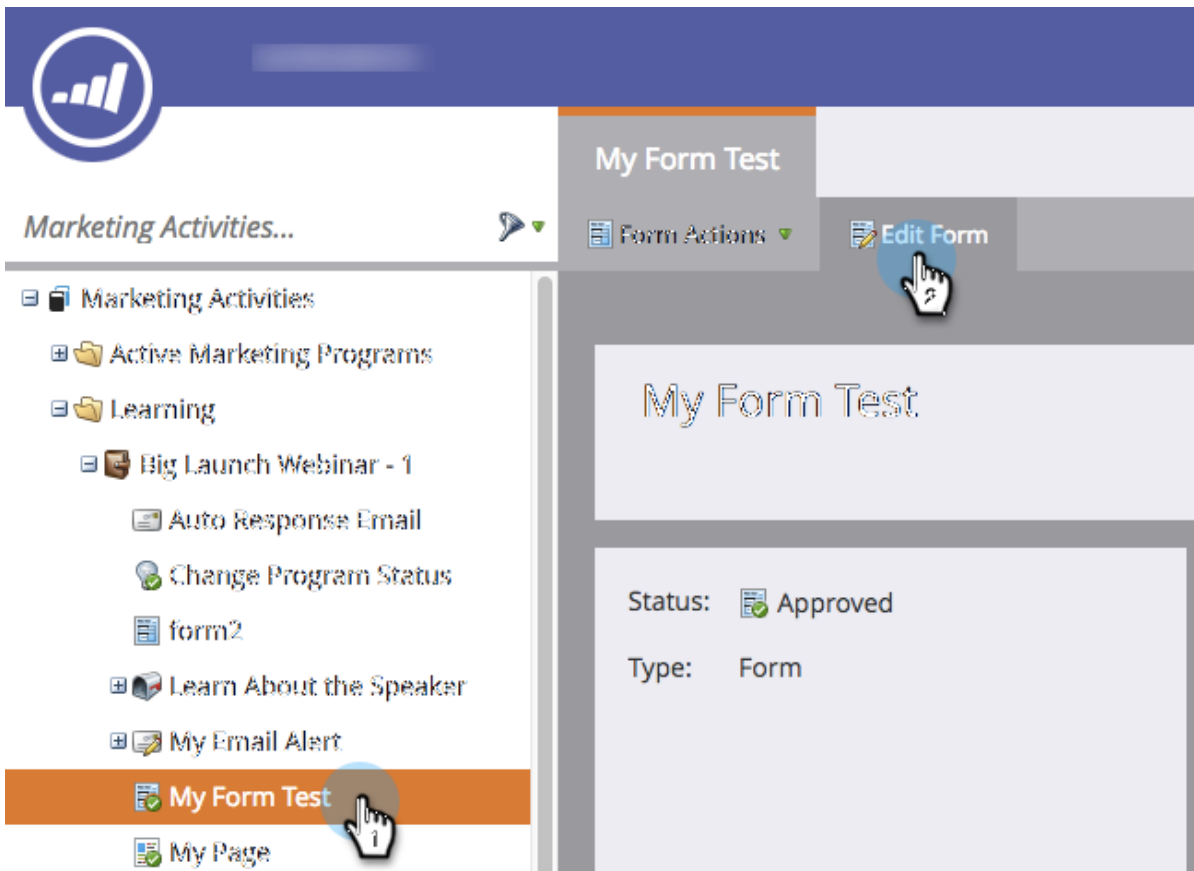 My Form Test
Marketing Activities...
Form Actions
Edit Form
2
Marketing Activities
Active Marketing Programs
Learning
Big Launch Webinar - 1
Auto Response Email
Change Program Status
form2
Learn About the Speaker
My Email Alert
My Form Test
1
My Page
My Form Test
Status: Approved
Type: Form